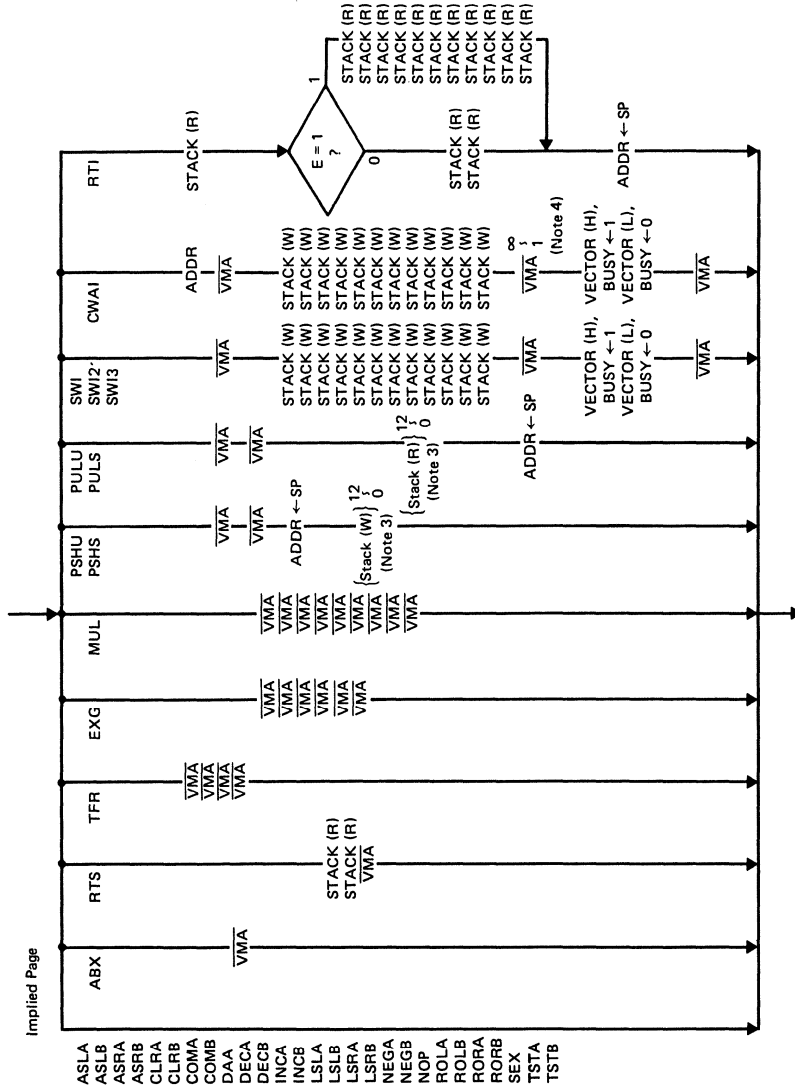 Implied Page
ASLA
ASLB
ASRA
ASRB
CLRA
CLRB
COMA
COMB
DAA
DECA
DECB
INCA
INCB
LSLA
LSLB
LSRA
LSRB
NEGA
NEGB
NOP
ROLA
ROLB
RORA
RORB
SEX
TSTA
TSTB
ABX
VMA
RTS
STACK (R)
STACK (R)
VMA
TFR
VMA
VMA
VMA
VMA
EXG
VMA
VMA
VMA
VMA
VMA
VMA
MUL
VMA
VMA
VMA
VMA
VMA
VMA
VMA
VMA
VMA
PSHU
PSHS
VMA
VMA
ADDR ← SP
{Stack (W)} 12 ∫ 0
(Note 3)
PULU
PULS
VMA
VMA
{Stack (R)} 12 ∫ 0
(Note 3)
ADDR ← SP
SWI
SWI2
SWI3
VMA
STACK (W)
STACK (W)
STACK (W)
STACK (W)
STACK (W)
STACK (W)
STACK (W)
STACK (W)
STACK (W)
STACK (W)
STACK (W)
STACK (W)
VMA
VECTOR (H),
BUSY ← 1
VECTOR (L),
BUSY ← 0
VMA
CWAI
ADDR
VMA
STACK (W)
STACK (W)
STACK (W)
STACK (W)
STACK (W)
STACK (W)
STACK (W)
STACK (W)
STACK (W)
STACK (W)
STACK (W)
STACK (W)
VMA ∞ ∫ 1
(Note 4)
VECTOR (H),
BUSY ← 1
VECTOR (L),
BUSY ← 0
VMA
RTI
STACK (R)
E = 1
?
0
1
STACK (R)
STACK (R)
STACK (R)
STACK (R)
STACK (R)
STACK (R)
STACK (R)
STACK (R)
STACK (R)
STACK (R)
STACK (R)
STACK (R)
STACK (R)
ADDR ← SP